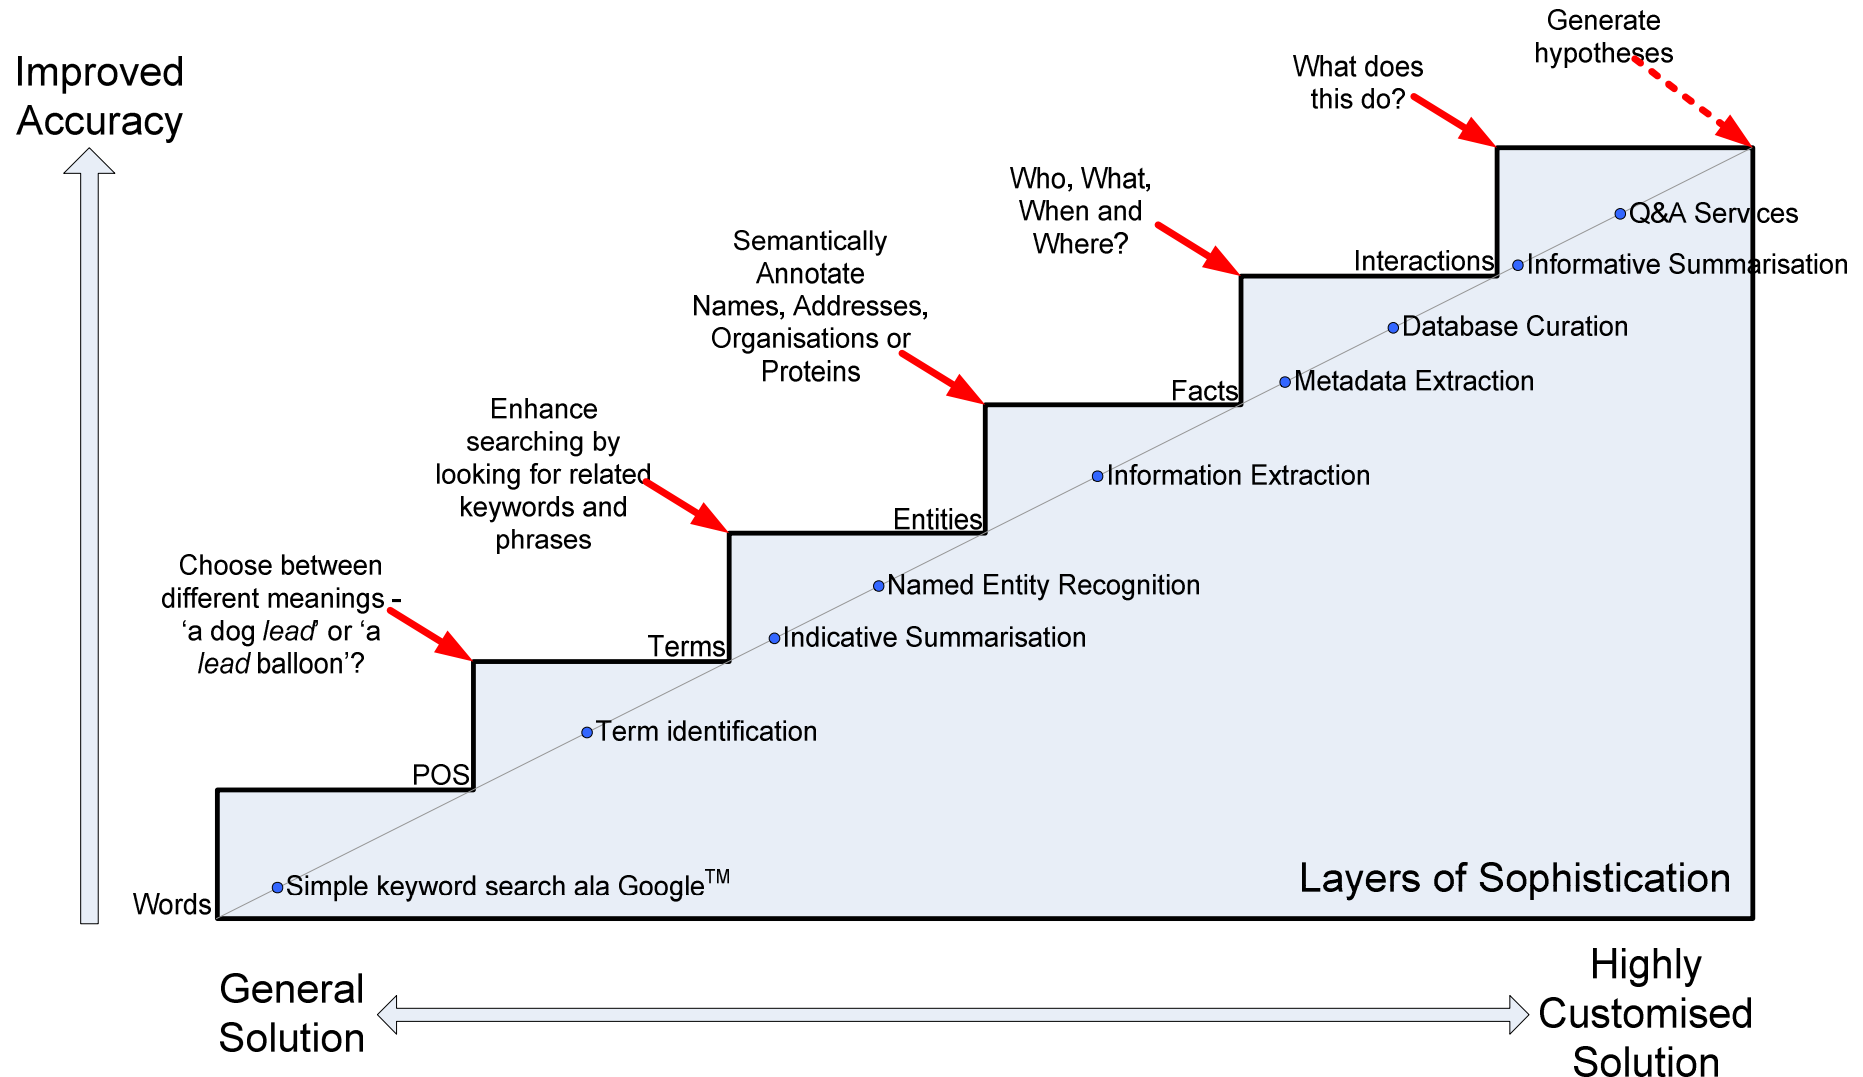 Generate
hypotheses
What does
this do?
Improved
Accuracy
Who, What,
When and
Where?
Semantically
Annotate
Names, Addresses,
Organisations or
Proteins
Enhance
searching by
looking for related
keywords and
phrases
Choose between
different meanings -
‘a dog lead’ or ‘a
lead balloon’?
Q&A Services
Interactions
Informative Summarisation
Database Curation
Facts
Metadata Extraction
Information Extraction
Entities
Named Entity Recognition
Terms
Indicative Summarisation
Term identification
POS
Simple keyword search ala Google™
Words
Layers of Sophistication
General
Solution
Highly
Customised
Solution